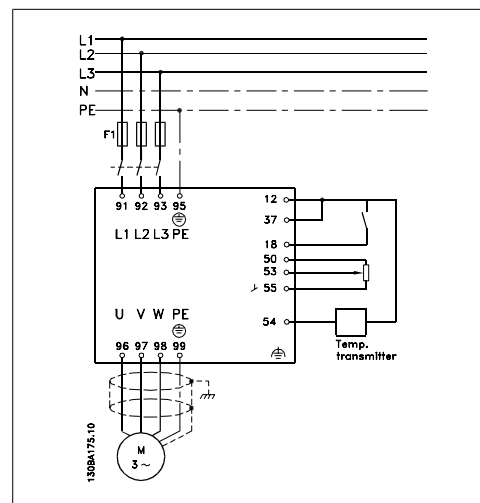 L1
L2
L3
N
PE
F1
91 92 93 95
L1 L2 L3 PE
12
37
18
50
53
55
54
U V W PE
96 97 98 99
Temp.
transmitter
M
3 ~
130BA175.10